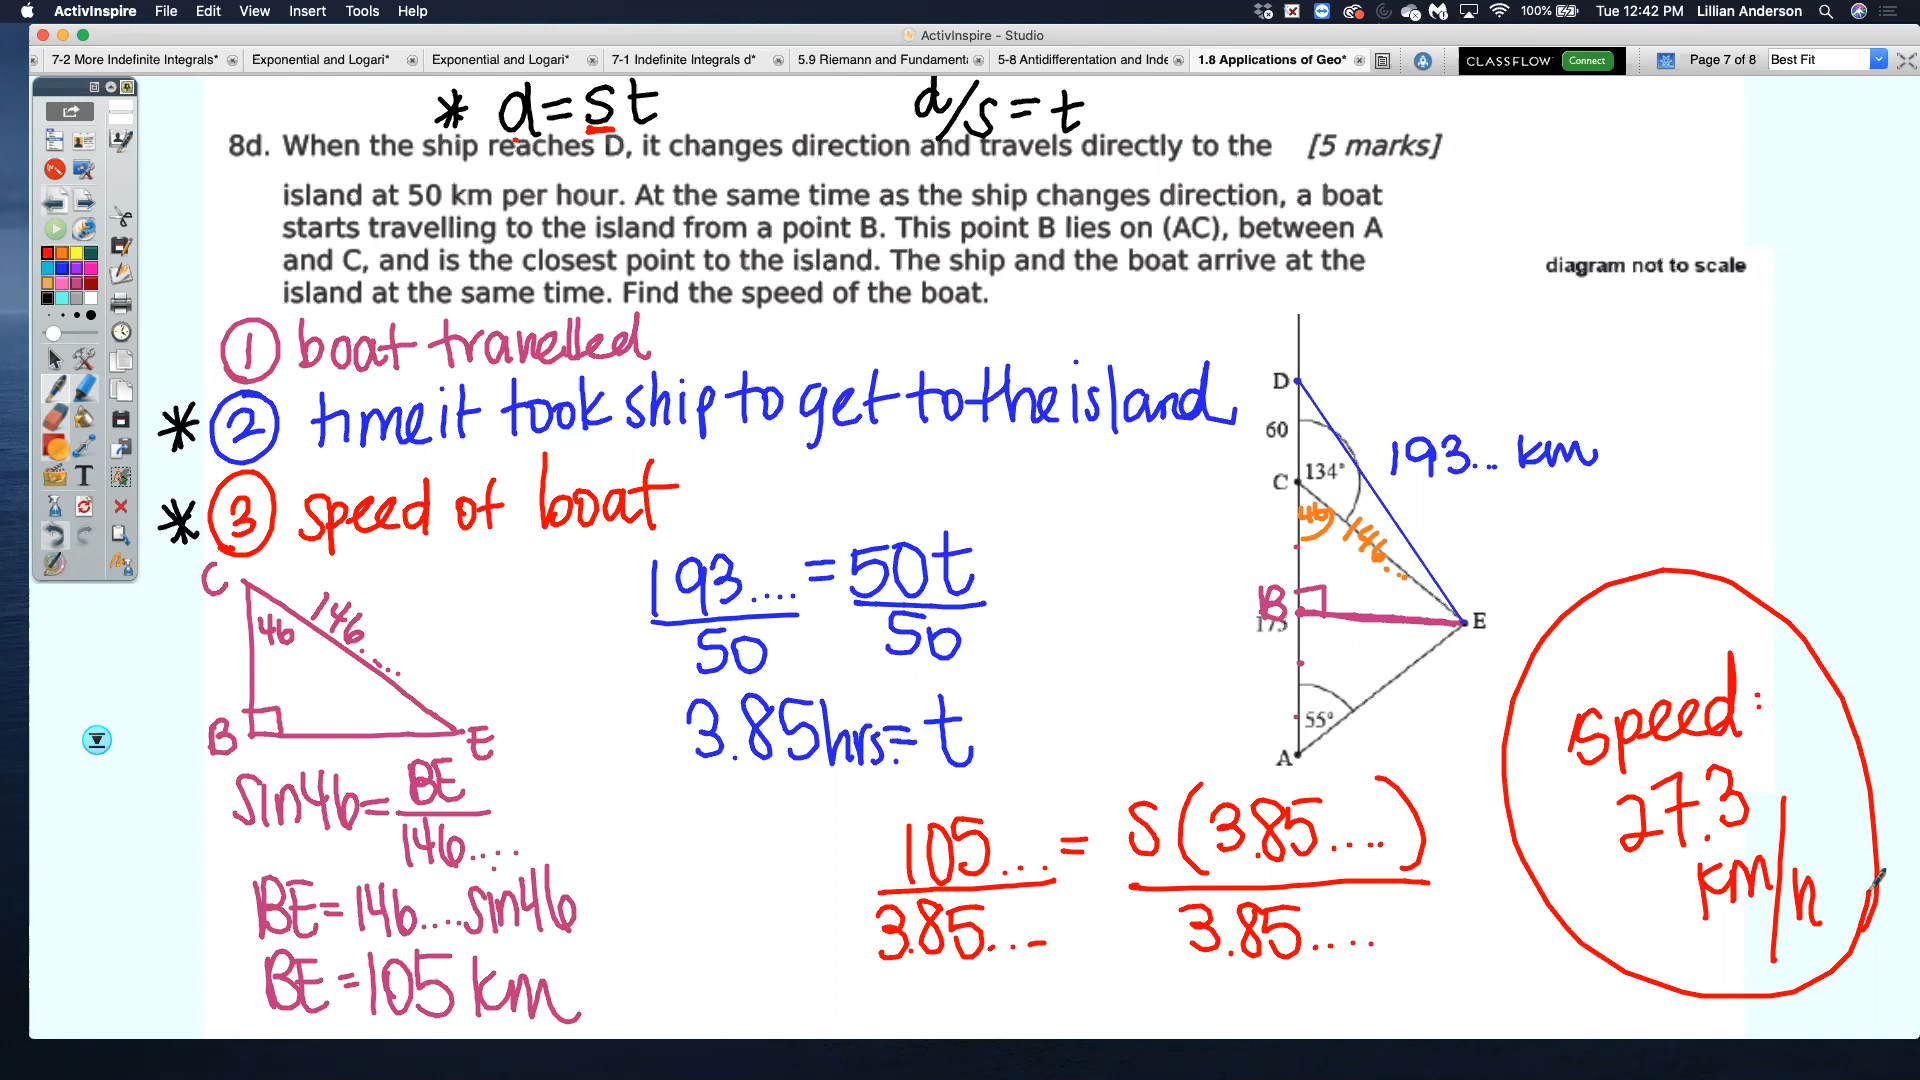 ActivInspire File Edit View Insert Tools Help 100% Tue 12:42 PM Lillian Anderson
ActivInspire - Studio
7-2 More Indefinite Integrals* Exponential and Logari* Exponential and Logari* 7-1 Indefinite Integrals d* 5.9 Riemann and Fundament 5-8 Antidifferentation and Inde 1.8 Applications of Geo* CLASSFLOW Connect Page 7 of 8 Best Fit
* d=st d/s=t
8d. When the ship reaches D, it changes direction and travels directly to the [5 marks]
island at 50 km per hour. At the same time as the ship changes direction, a boat
starts travelling to the island from a point B. This point B lies on (AC), between A
and C, and is the closest point to the island. The ship and the boat arrive at the
island at the same time. Find the speed of the boat.
diagram not to scale
1 boat travelled
* 2 time it took ship to get to the island
* 3 speed of boat
D
60
193... km
C 134°
46
146...
B
175
E
55°
A
C
46
146....
B
E
sin46 = BE
146....
BE=146....sin46
BE=105 km
193.... = 50t
50 50
3.85hrs.= t
105... = S(3.85....)
3.85... 3.85....
speed:
27.3
km/h
T